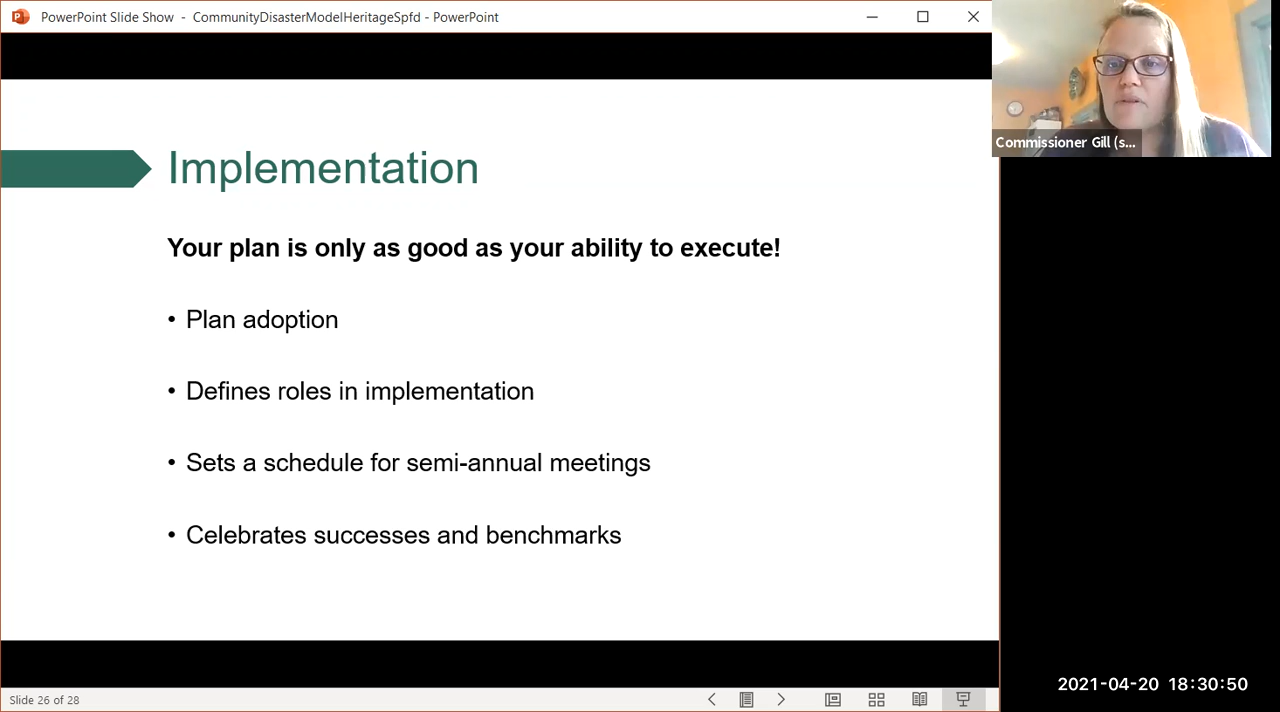 PowerPoint Slide Show - CommunityDisasterModelHeritageSpfd - PowerPoint
Commissioner Gill (s...
Implementation
Your plan is only as good as your ability to execute!
• Plan adoption
• Defines roles in implementation
• Sets a schedule for semi-annual meetings
• Celebrates successes and benchmarks
2021-04-20 18:30:50
Slide 26 of 28